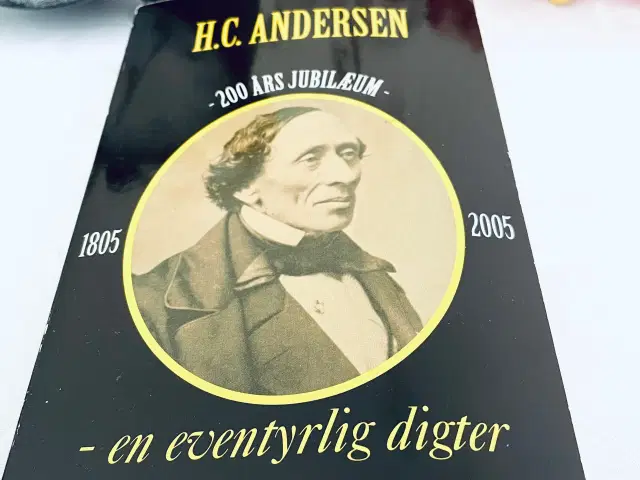 H.C. ANDERSEN
- 200 ÅRS JUBILÆUM -
1805
2005
- en eventyrlig digter